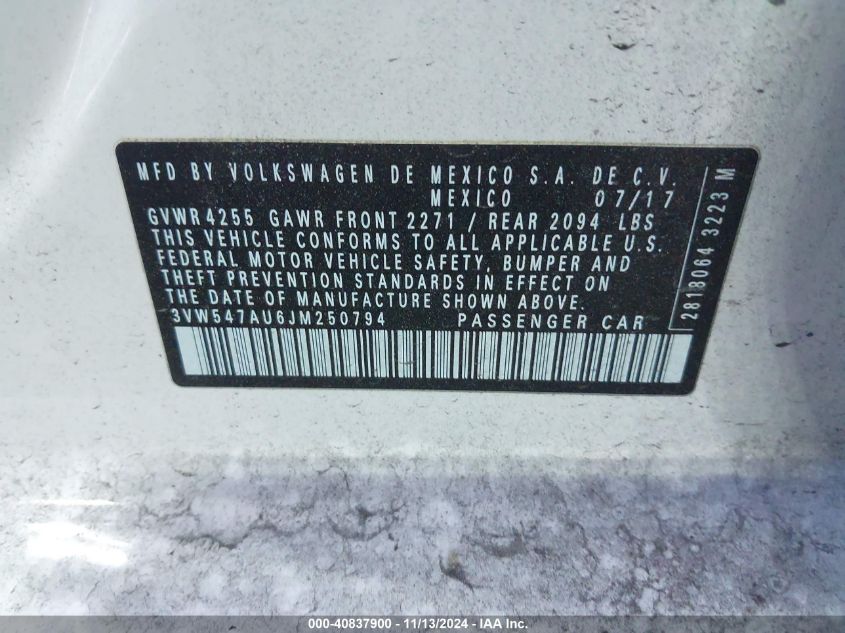 MFD BY VOLKSWAGEN DE MEXICO S.A. DE C.V.
MEXICO 07/17
GVWR 4255 GAWR FRONT 2271 / REAR 2094 LBS
THIS VEHICLE CONFORMS TO ALL APPLICABLE U.S.
FEDERAL MOTOR VEHICLE SAFETY, BUMPER AND
THEFT PREVENTION STANDARDS IN EFFECT ON
THE DATE OF MANUFACTURE SHOWN ABOVE.
3VW547AU6JM250794 PASSENGER CAR
2818064 3223 M
000-40837900 - 11/13/2024 - IAA Inc.